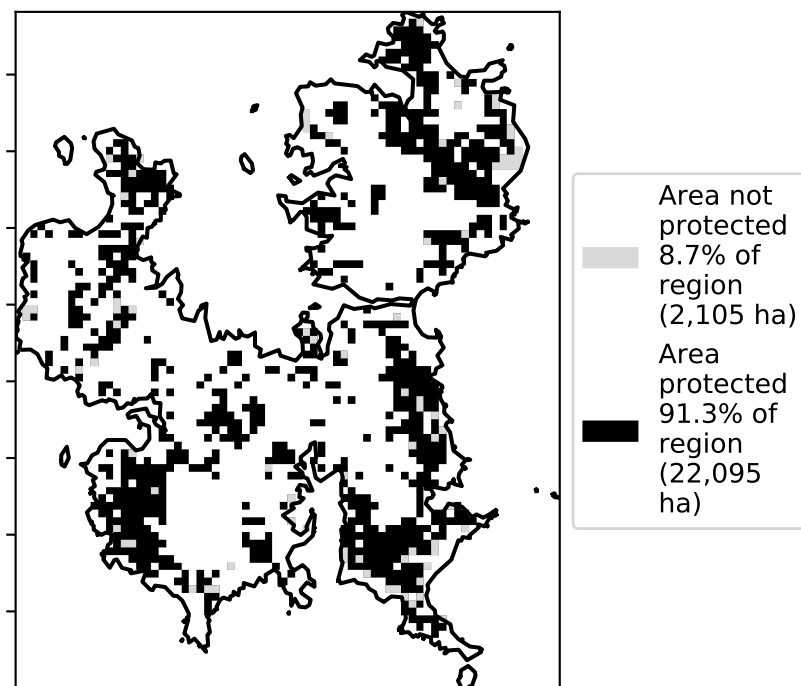 Area not
protected
8.7% of
region
(2,105 ha)
Area
protected
91.3% of
region
(22,095
ha)